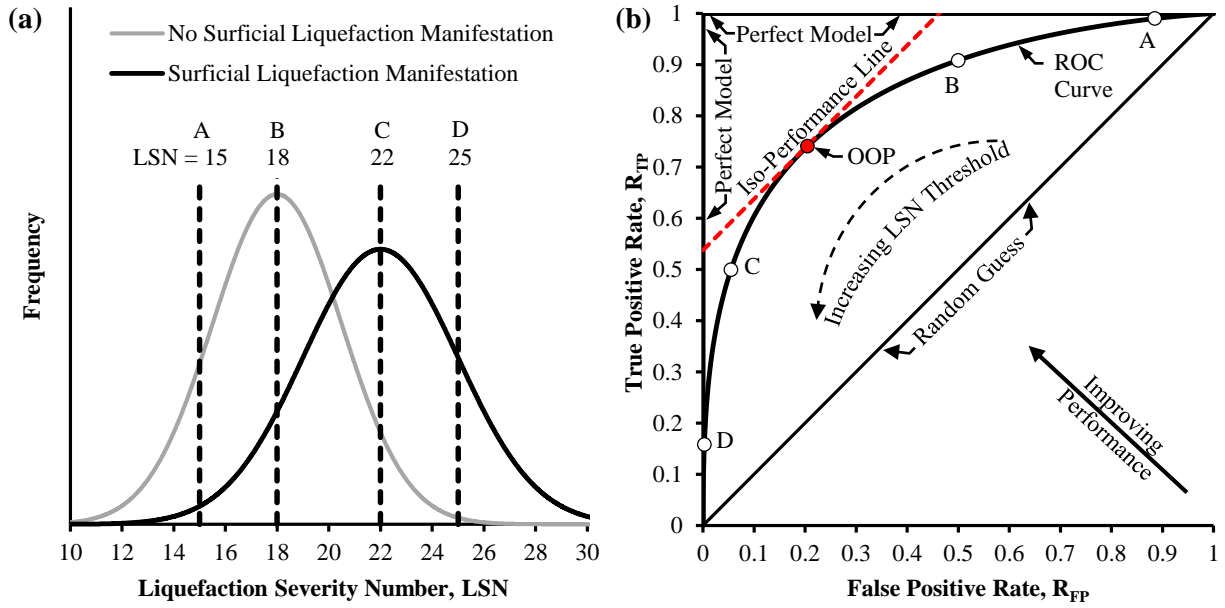 (a)
No Surficial Liquefaction Manifestation
Surficial Liquefaction Manifestation
A B C D
LSN = 15 18 22 25
Frequency
10 12 14 16 18 20 22 24 26 28 30
Liquefaction Severity Number, LSN
(b)
1
0.9
0.8
0.7
0.6
0.5
0.4
0.3
0.2
0.1
0
True Positive Rate, R_TP
Perfect Model
Perfect Model
Iso-Performance Line
A
B
ROC
Curve
OOP
Increasing LSN Threshold
C
Random Guess
Improving
Performance
D
0 0.1 0.2 0.3 0.4 0.5 0.6 0.7 0.8 0.9 1
False Positive Rate, R_FP